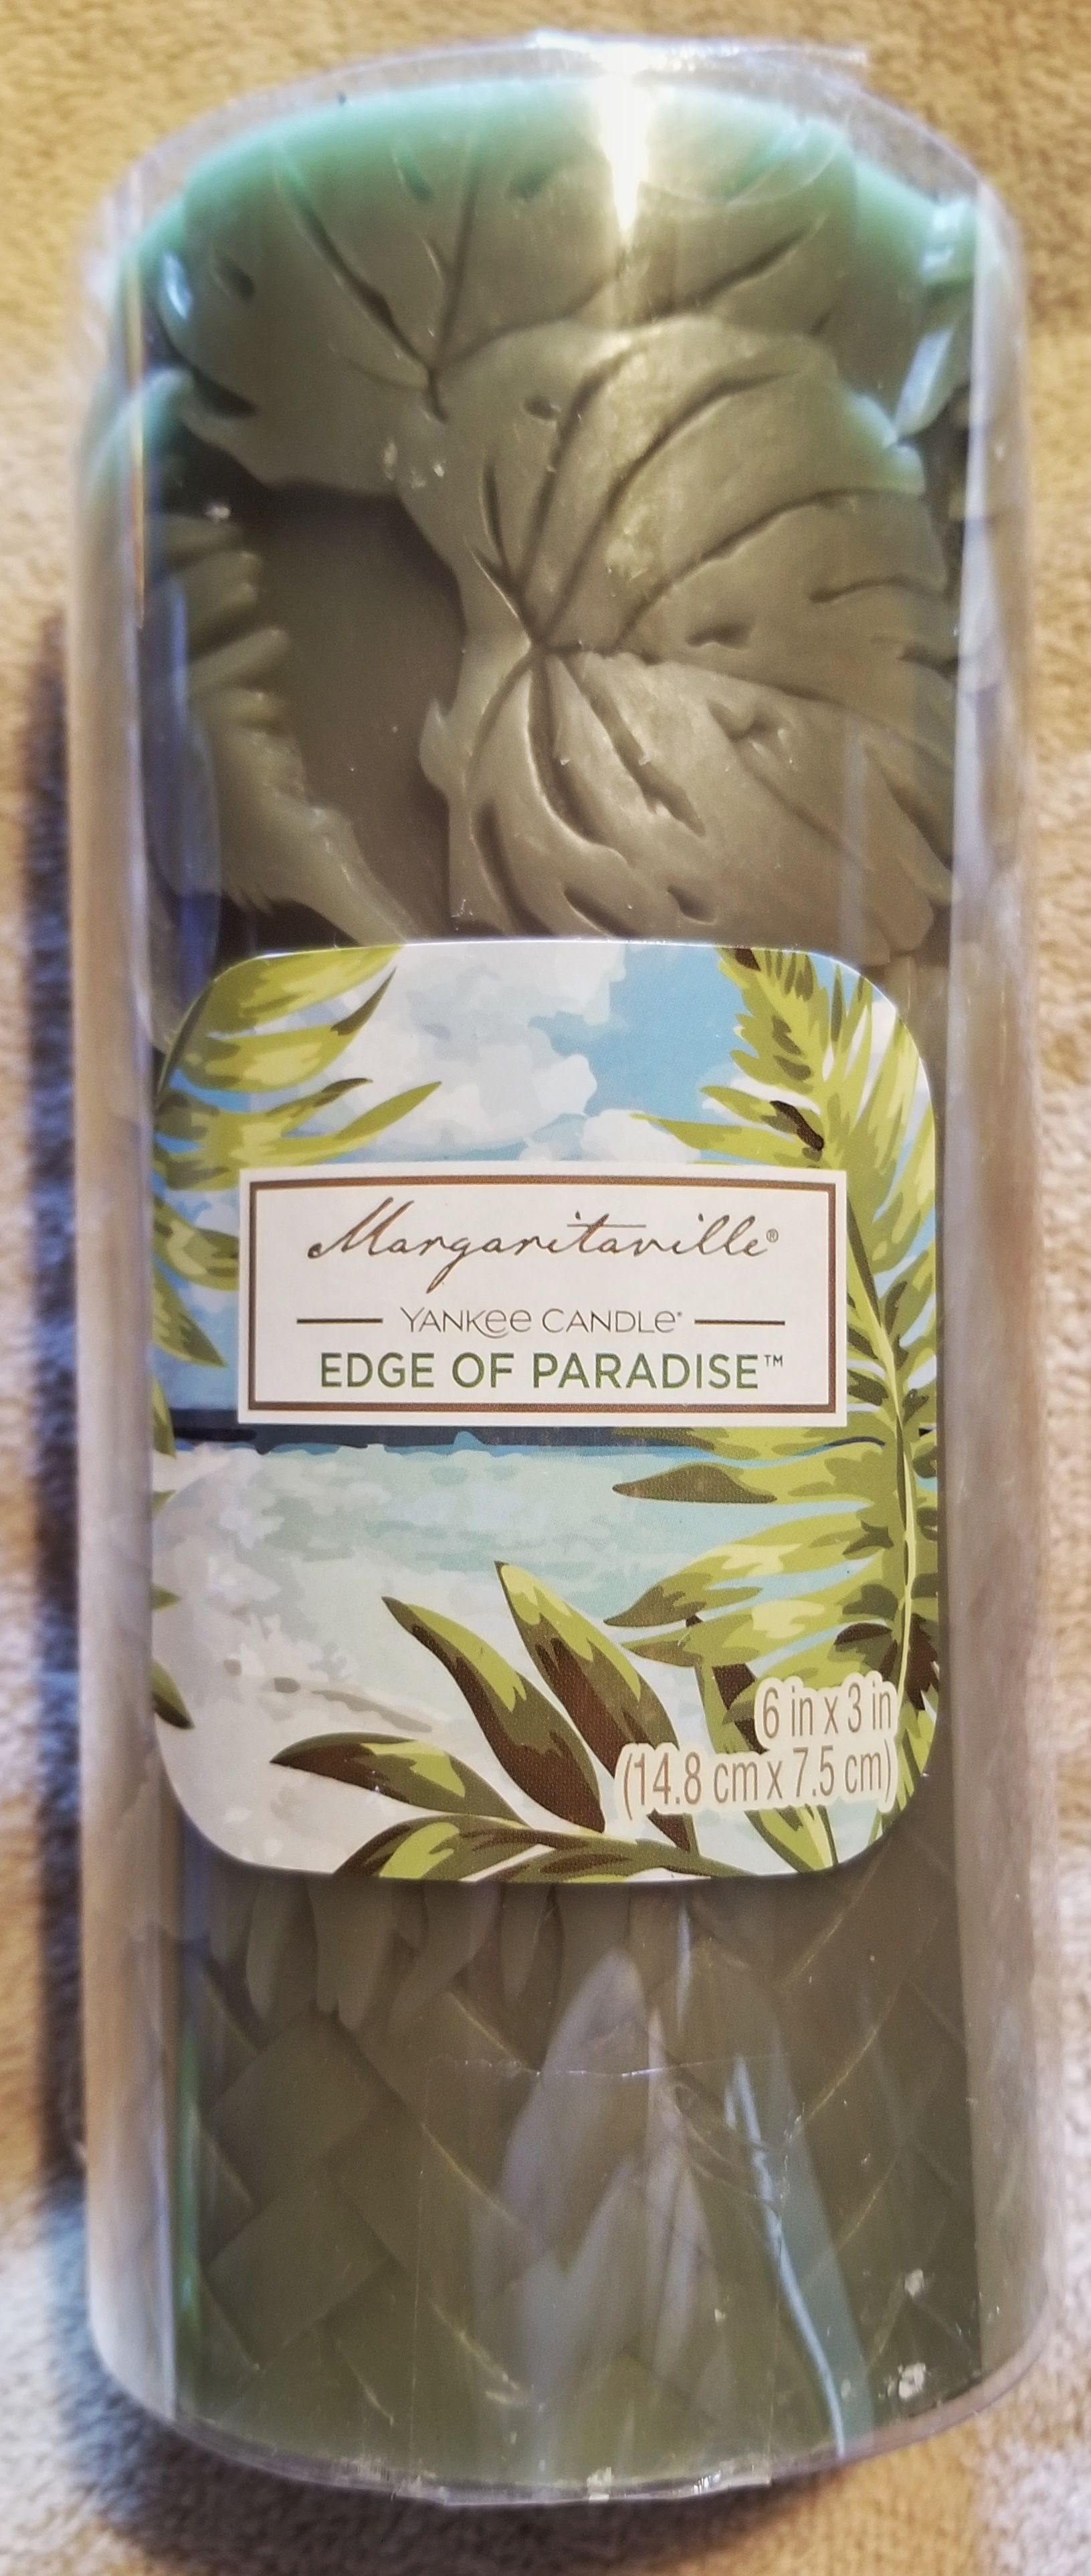 Margaritaville®
YANKEE CANDLE®
EDGE OF PARADISE™
6 in x 3 in
(14.8 cm x 7.5 cm)